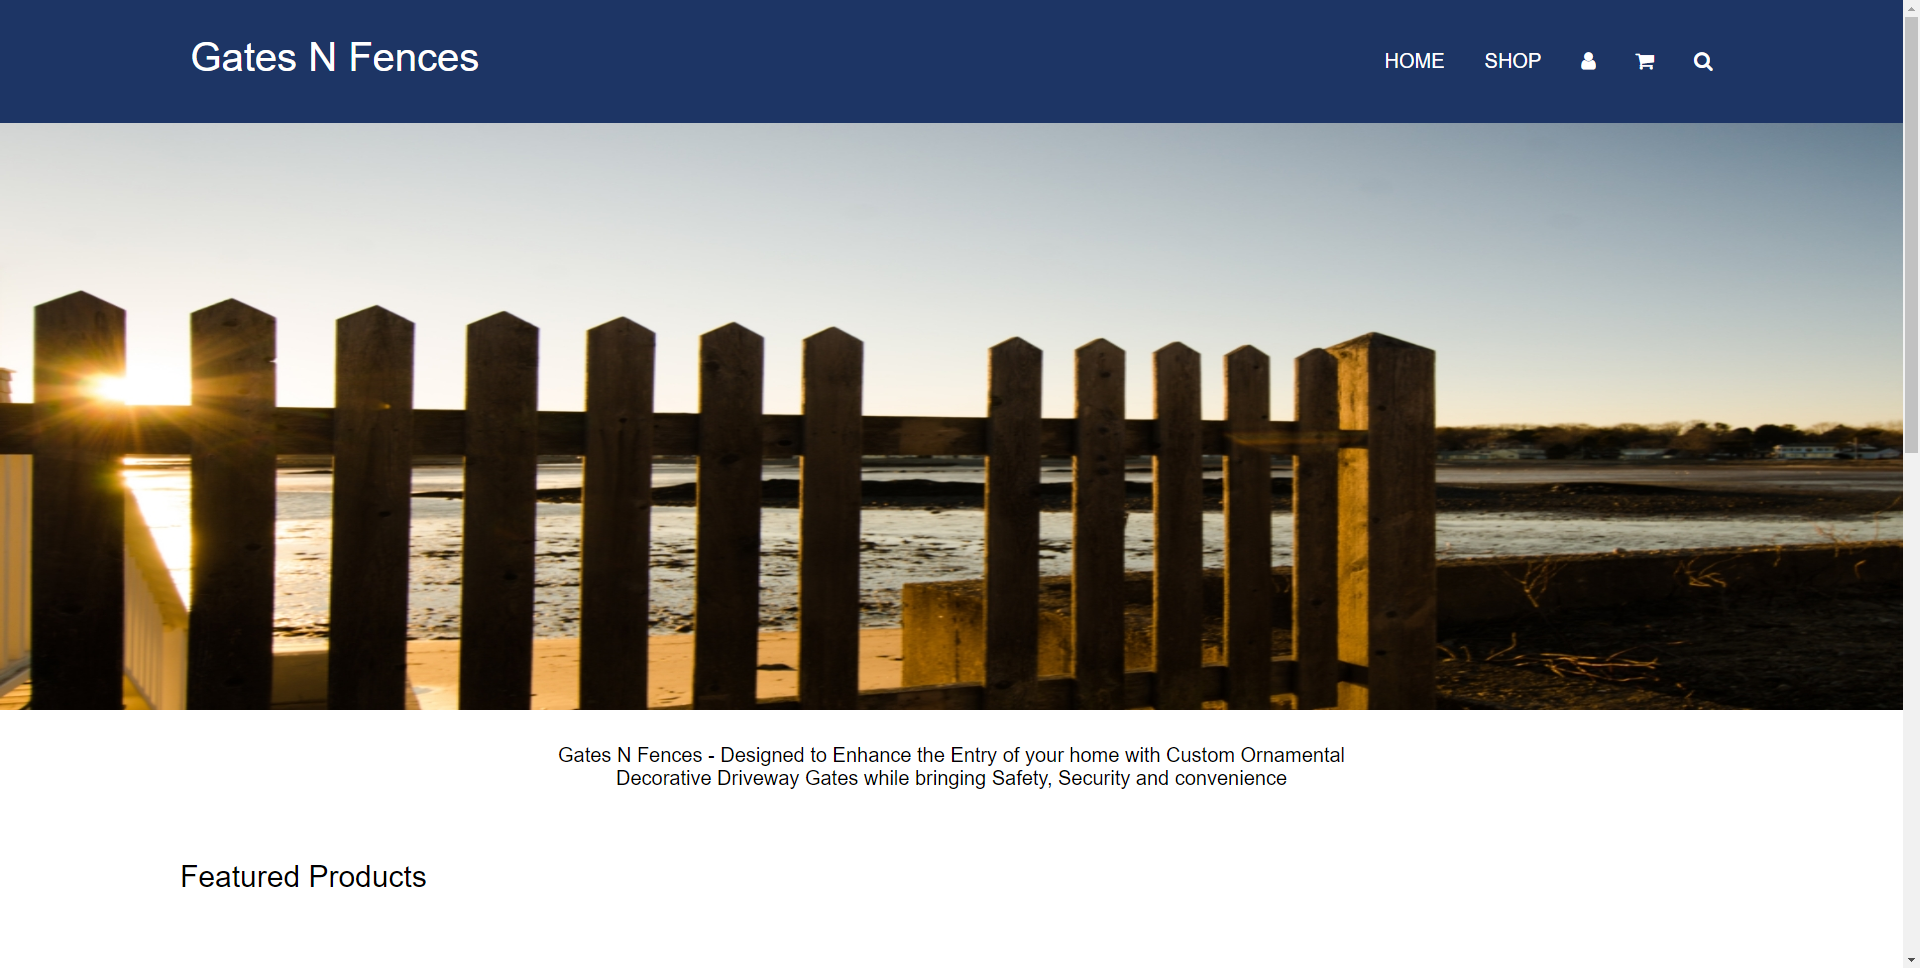 Gates N Fences
HOME SHOP
Gates N Fences - Designed to Enhance the Entry of your home with Custom Ornamental
Decorative Driveway Gates while bringing Safety, Security and convenience
Featured Products